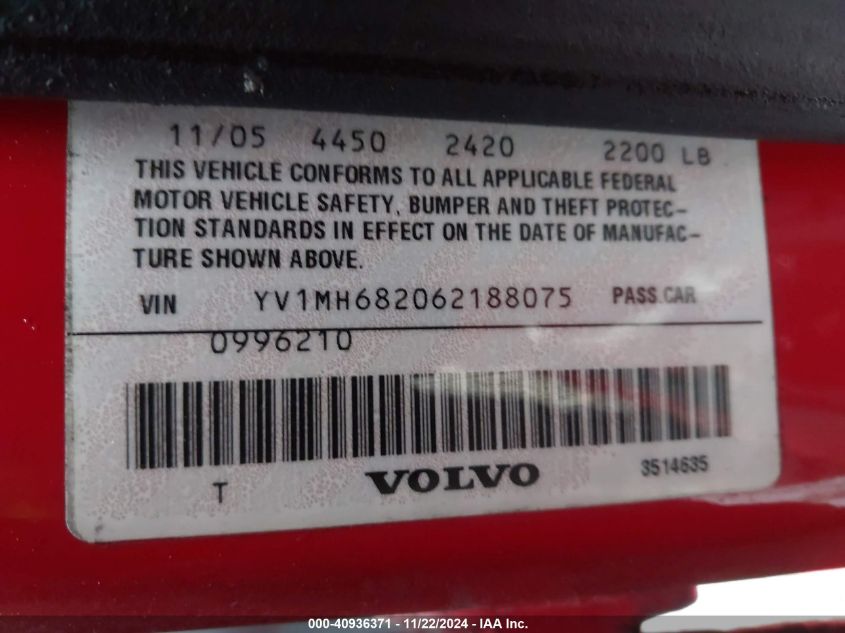 11/05 4450 2420 2200 LB
THIS VEHICLE CONFORMS TO ALL APPLICABLE FEDERAL
MOTOR VEHICLE SAFETY, BUMPER AND THEFT PROTEC-
TION STANDARDS IN EFFECT ON THE DATE OF MANUFAC-
TURE SHOWN ABOVE.
VIN YV1MH682062188075 PASS.CAR
0996210
T VOLVO 3514635
000-40936371 - 11/22/2024 - IAA Inc.